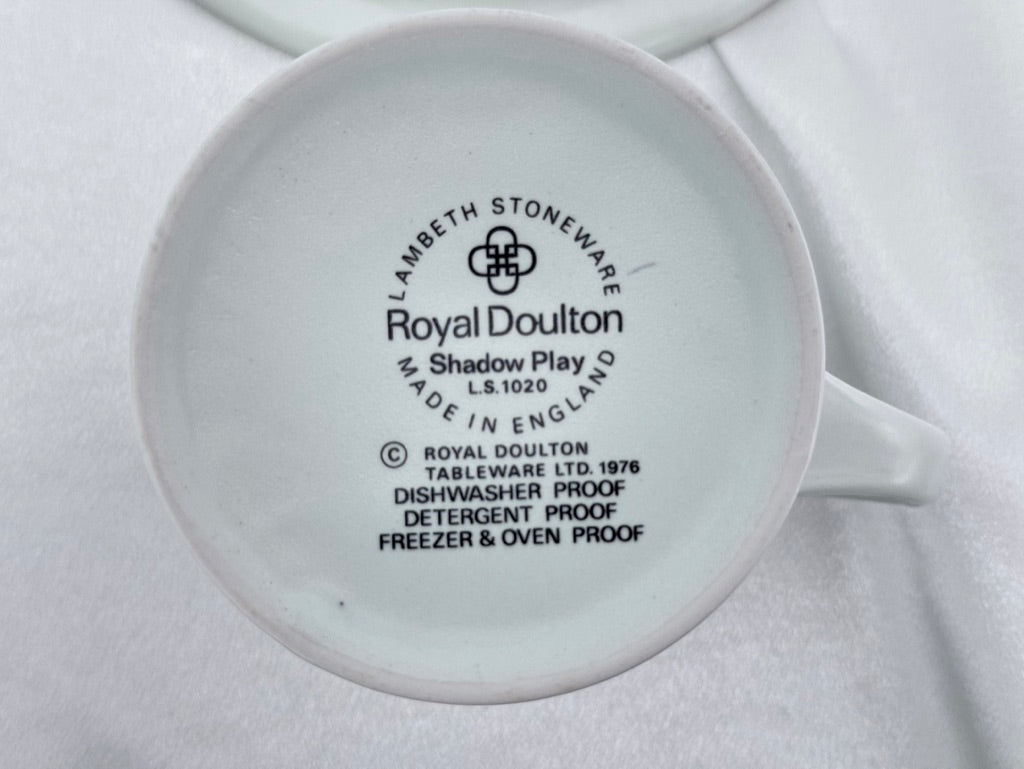 LAMBETH STONEWARE
Royal Doulton
Shadow Play
L.S.1020
MADE IN ENGLAND
© ROYAL DOULTON
TABLEWARE LTD. 1976
DISHWASHER PROOF
DETERGENT PROOF
FREEZER & OVEN PROOF